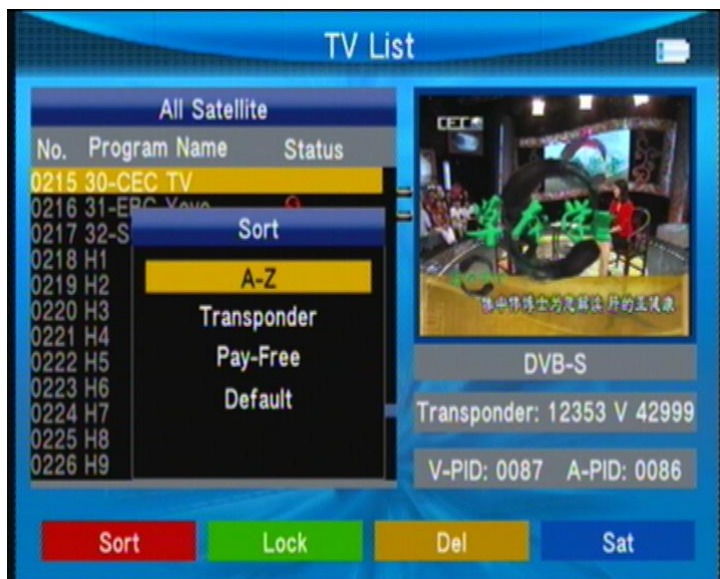 TV List
All Satellite
No. Program Name Status
0215 30-CEC TV
0216 31-EBC Yoyo
0217 32-S
0218 H1
0219 H2
0220 H3
0221 H4
0222 H5
0223 H6
0224 H7
0225 H8
0226 H9
Sort
A-Z
Transponder
Pay-Free
Default
CETC
DVB-S
Transponder: 12353 V 42999
V-PID: 0087 A-PID: 0086
Sort Lock Del Sat